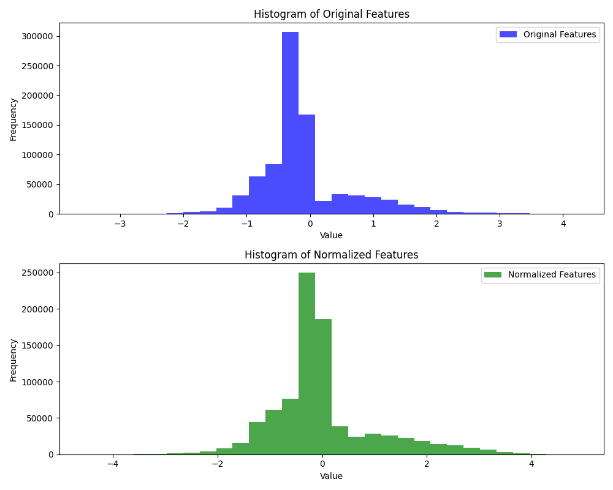 Histogram of Original Features
Original Features
300000
250000
200000
150000
100000
50000
0
Frequency
−3 −2 −1 0 1 2 3 4
Value
Histogram of Normalized Features
Normalized Features
250000
200000
150000
100000
50000
0
Frequency
−4 −2 0 2 4
Value